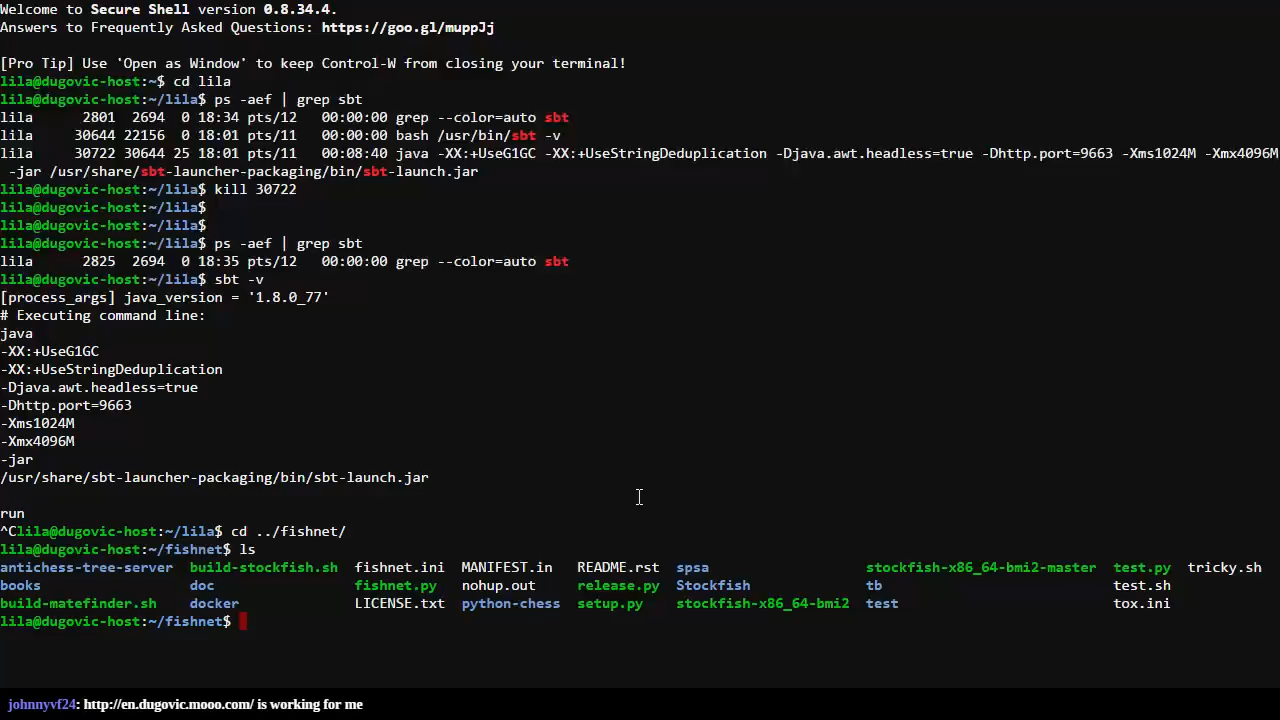 Welcome to Secure Shell version 0.8.34.4.
Answers to Frequently Asked Questions: https://goo.gl/muppJj
[Pro Tip] Use 'Open as Window' to keep Control-W from closing your terminal!
lila@dugovic-host:~$ cd lila
lila@dugovic-host:~/lila$ ps -aef | grep sbt
lila      2801  2694  0 18:34 pts/12   00:00:00 grep --color=auto sbt
lila     30644 22156  0 18:01 pts/11   00:00:00 bash /usr/bin/sbt -v
lila     30722 30644 25 18:01 pts/11   00:08:40 java -XX:+UseG1GC -XX:+UseStringDeduplication -Djava.awt.headless=true -Dhttp.port=9663 -Xms1024M -Xmx4096M
 -jar /usr/share/sbt-launcher-packaging/bin/sbt-launch.jar
lila@dugovic-host:~/lila$ kill 30722
lila@dugovic-host:~/lila$
lila@dugovic-host:~/lila$
lila@dugovic-host:~/lila$ ps -aef | grep sbt
lila      2825  2694  0 18:35 pts/12   00:00:00 grep --color=auto sbt
lila@dugovic-host:~/lila$ sbt -v
[process_args] java_version = '1.8.0_77'
# Executing command line:
java
-XX:+UseG1GC
-XX:+UseStringDeduplication
-Djava.awt.headless=true
-Dhttp.port=9663
-Xms1024M
-Xmx4096M
-jar
/usr/share/sbt-launcher-packaging/bin/sbt-launch.jar
run
^Clila@dugovic-host:~/lila$ cd ../fishnet/
lila@dugovic-host:~/fishnet$ ls
antichess-tree-server  build-stockfish.sh  fishnet.ini  MANIFEST.in   README.rst  spsa                    stockfish-x86_64-bmi2-master  test.py  tricky.sh
books                  doc                 fishnet.py   nohup.out     release.py  Stockfish               tb                            test.sh
build-matefinder.sh    docker              LICENSE.txt  python-chess  setup.py    stockfish-x86_64-bmi2  test                          tox.ini
lila@dugovic-host:~/fishnet$
johnnyvf24: http://en.dugovic.mooo.com/ is working for me